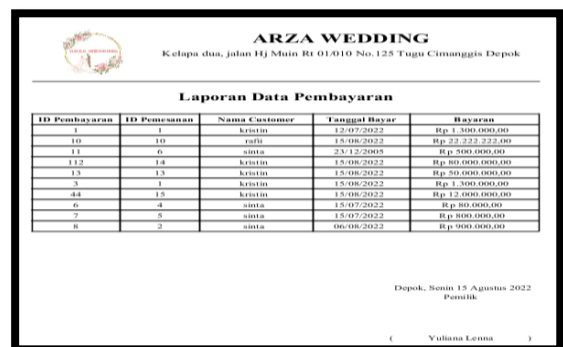 ARZA WEDDING
ARZA WEDDING
Kelapa dua, jalan Hj Muin Rt 01/010 No.125 Tugu Cimanggis Depok
Laporan Data Pembayaran
ID Pembayaran ID Pemesanan Nama Customer Tanggal Bayar Bayaran
1 1 kristin 12/07/2022 Rp 1.300.000,00
10 10 rafli 15/08/2022 Rp 22.222.222,00
11 6 sinta 23/12/2005 Rp 500.000,00
112 14 kristin 15/08/2022 Rp 80.000.000,00
13 13 kristin 15/08/2022 Rp 50.000.000,00
3 1 kristin 15/08/2022 Rp 1.300.000,00
44 15 kristin 15/08/2022 Rp 12.000.000,00
6 4 sinta 15/07/2022 Rp 80.000,00
7 5 sinta 15/07/2022 Rp 800.000,00
8 2 sinta 06/08/2022 Rp 900.000,00
Depok, Senin 15 Agustus 2022
Pemilik
( Yuliana Lenna )